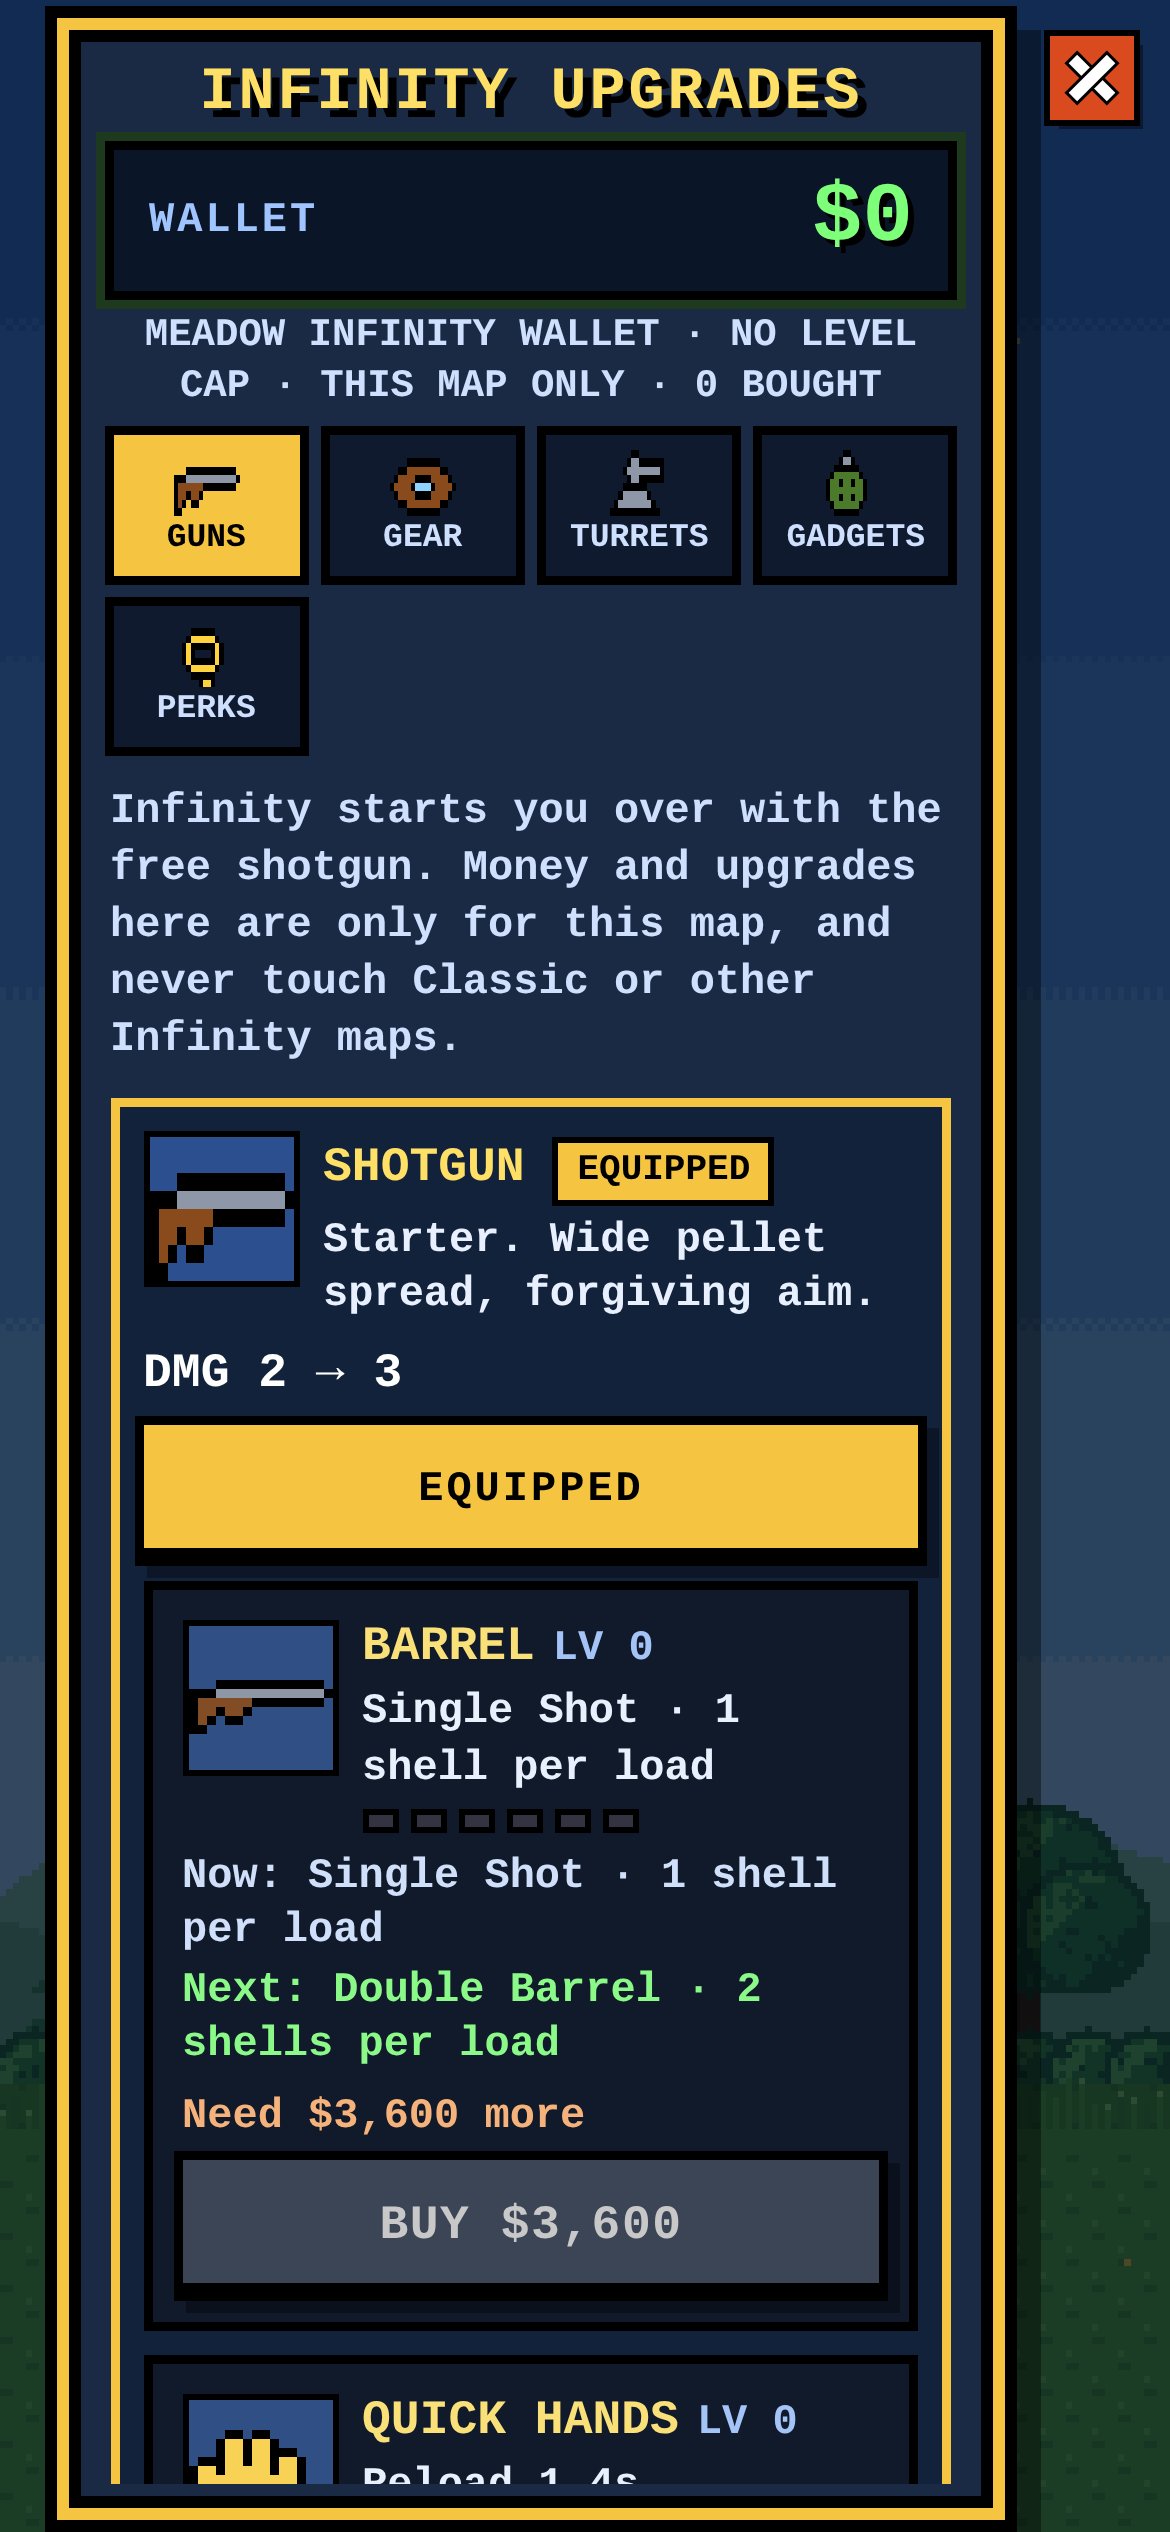 INFINITY UPGRADES
WALLET $0
MEADOW INFINITY WALLET · NO LEVEL
CAP · THIS MAP ONLY · 0 BOUGHT
GUNS GEAR TURRETS GADGETS
PERKS
Infinity starts you over with the
free shotgun. Money and upgrades
here are only for this map, and
never touch Classic or other
Infinity maps.
SHOTGUN EQUIPPED
Starter. Wide pellet
spread, forgiving aim.
DMG 2 → 3
EQUIPPED
BARREL LV 0
Single Shot · 1
shell per load
Now: Single Shot · 1 shell
per load
Next: Double Barrel · 2
shells per load
Need $3,600 more
BUY $3,600
QUICK HANDS LV 0
Reload 1.4s